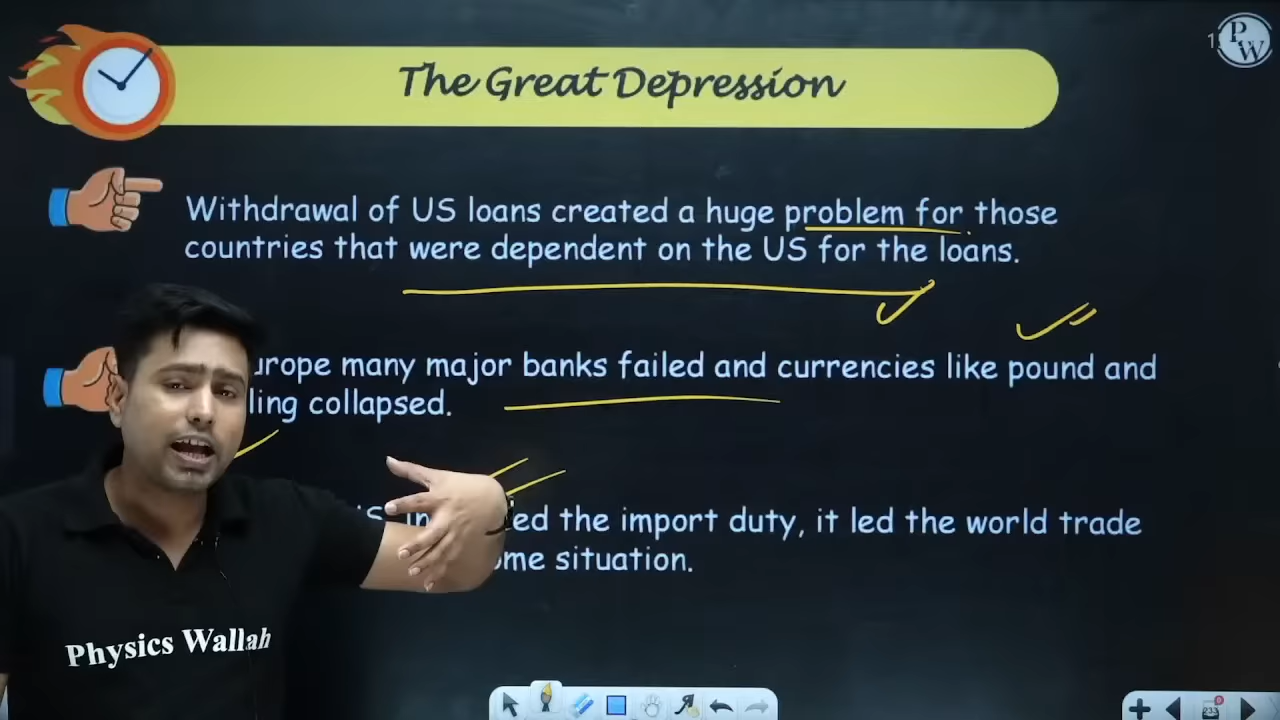 The Great Depression
PW
Withdrawal of US loans created a huge problem for those
countries that were dependent on the US for the loans.
urope many major banks failed and currencies like pound and
ling collapsed.
ed the import duty, it led the world trade
ome situation.
Physics Wallah
233